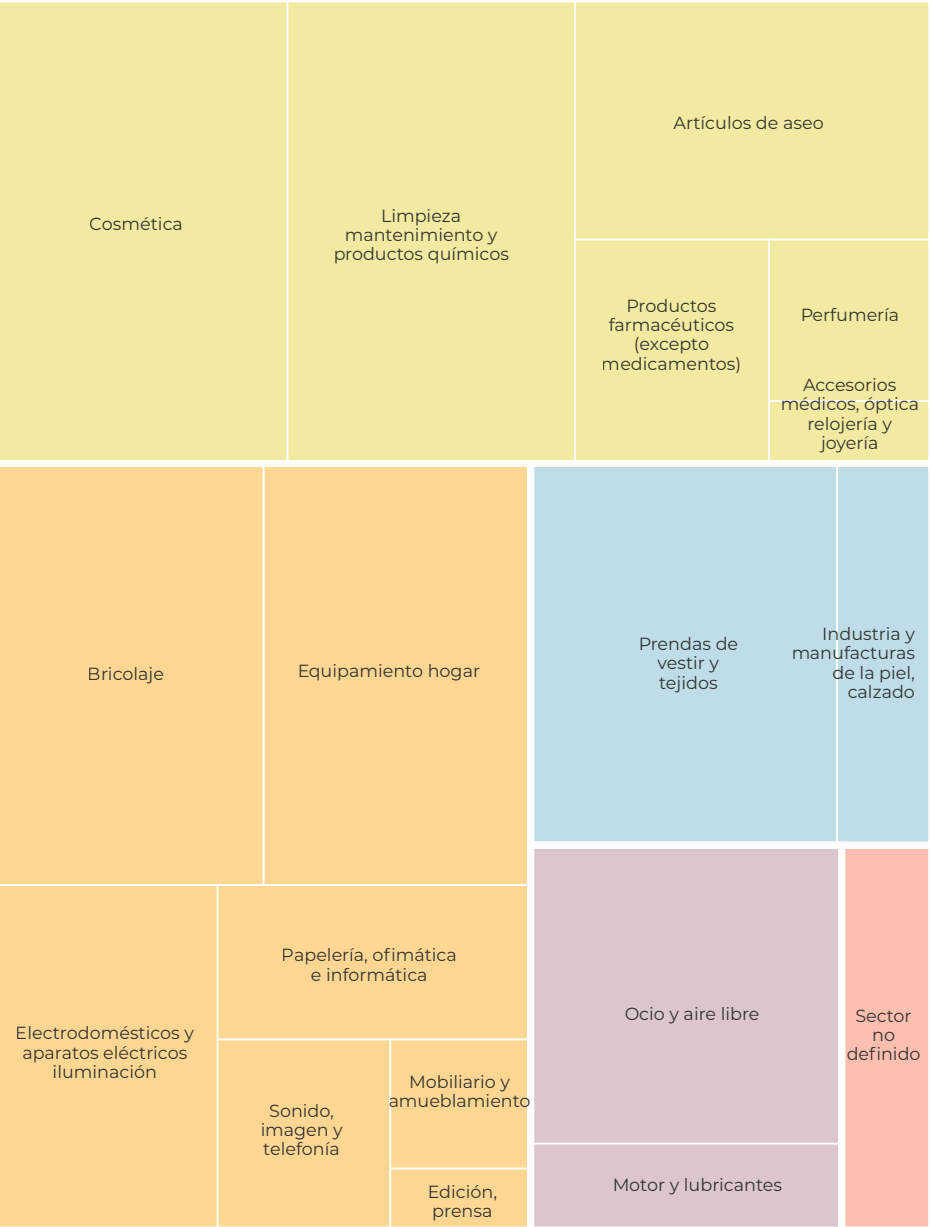 Cosmética
Limpieza
mantenimiento y
productos químicos
Artículos de aseo
Productos
farmacéuticos
(excepto
medicamentos)
Perfumería
Accesorios
médicos, óptica
relojería y
joyería
Bricolaje
Equipamiento hogar
Prendas de
vestir y
tejidos
Industria y
manufacturas
de la piel,
calzado
Electrodomésticos y
aparatos eléctricos
iluminación
Papelería, ofimática
e informática
Sonido,
imagen y
telefonía
Mobiliario y
amueblamiento
Edición,
prensa
Ocio y aire libre
Motor y lubricantes
Sector
no
definido